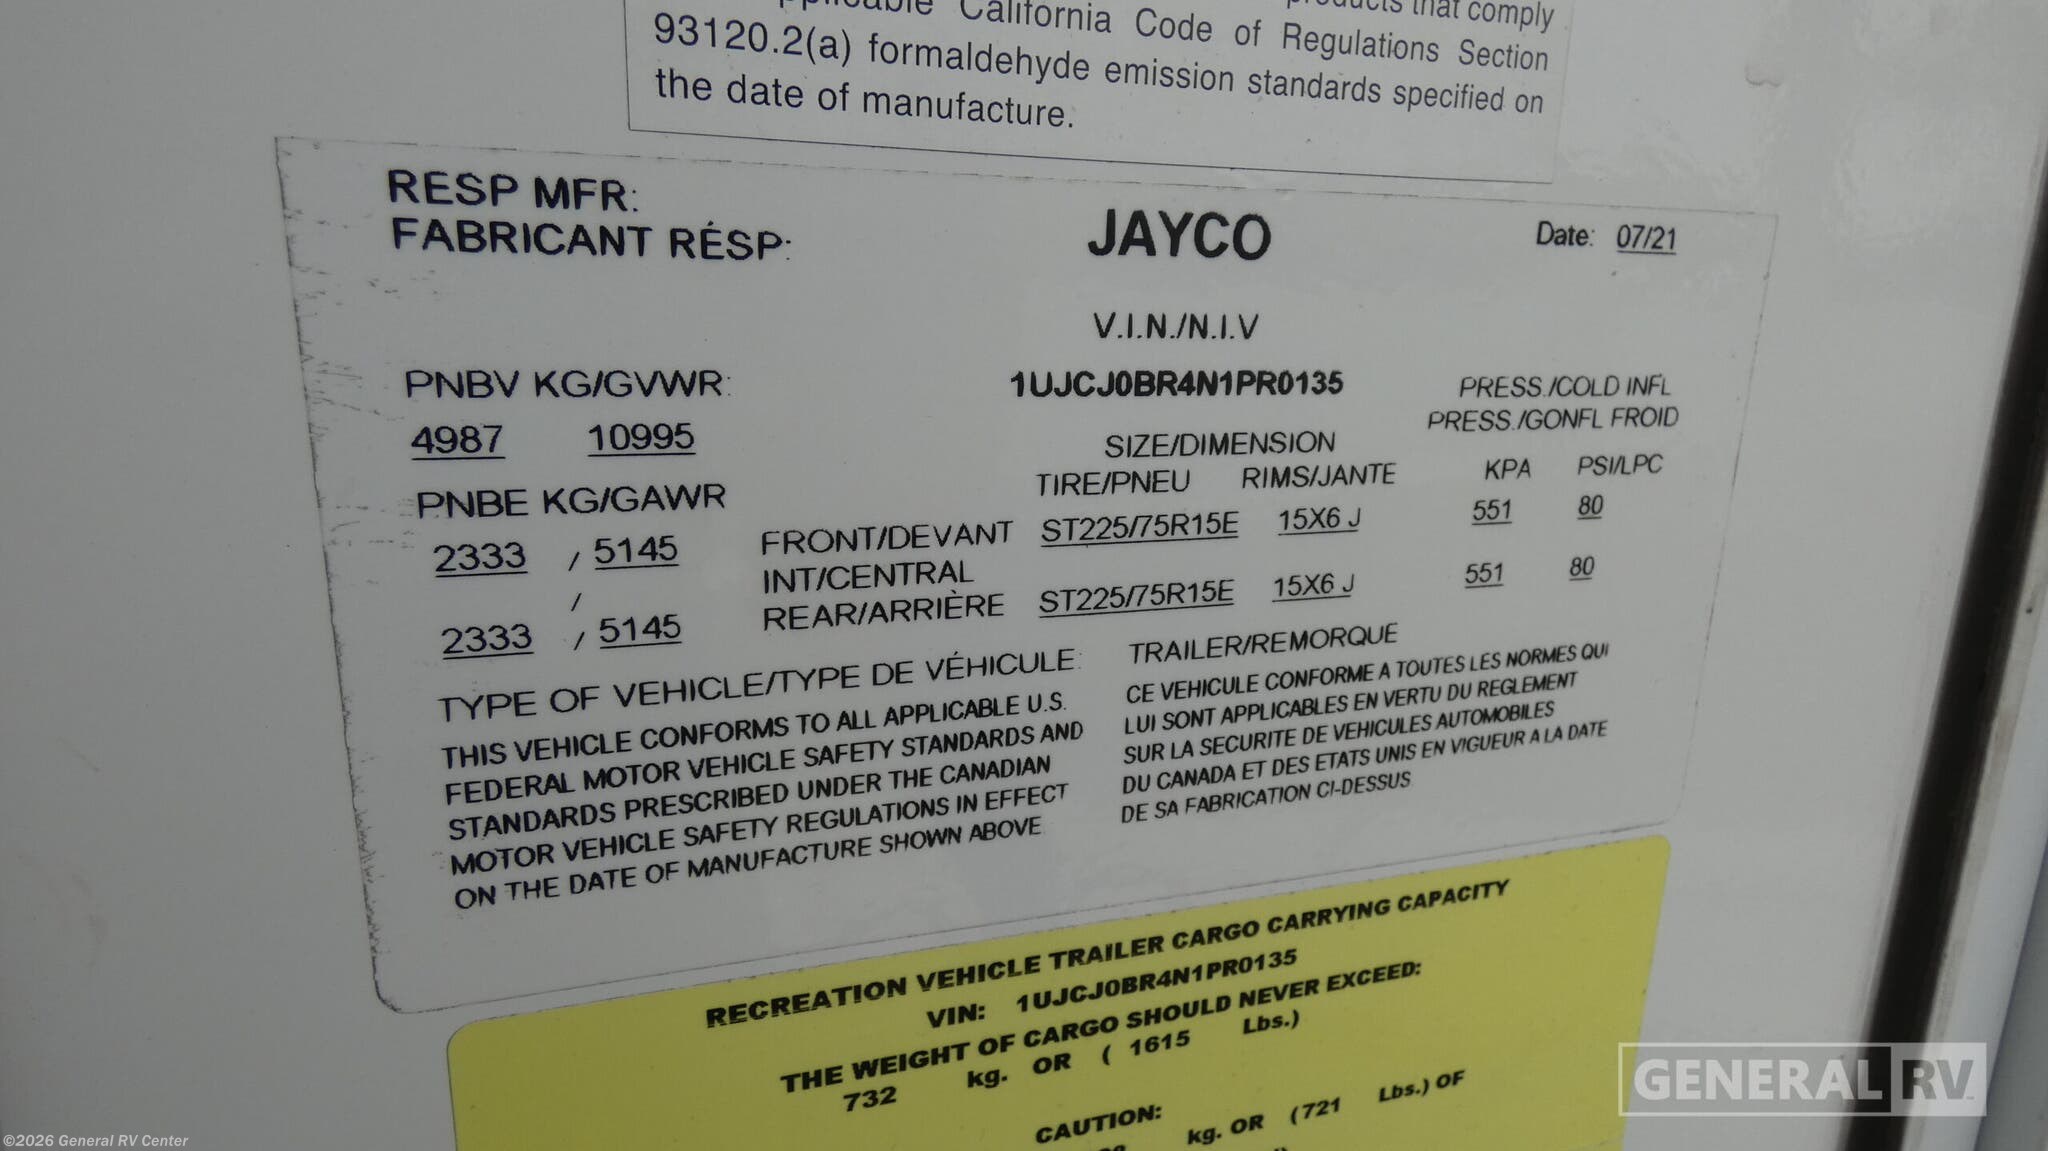 California Code of Regulations Section
93120.2(a) formaldehyde emission standards specified on
the date of manufacture.
RESP MFR:
FABRICANT RÉSP:
JAYCO
Date: 07/21
V.I.N./N.I.V
PNBV KG/GVWR:
1UJCJ0BR4N1PR0135
PRESS./COLD INFL
PRESS./GONFL FROID
4987 10995
SIZE/DIMENSION
TIRE/PNEU RIMS/JANTE KPA PSI/LPC
PNBE KG/GAWR
2333 / 5145 FRONT/DEVANT ST225/75R15E 15X6 J 551 80
/ INT/CENTRAL
2333 / 5145 REAR/ARRIÈRE ST225/75R15E 15X6 J 551 80
TYPE OF VEHICLE/TYPE DE VÉHICULE: TRAILER/REMORQUE
THIS VEHICLE CONFORMS TO ALL APPLICABLE U.S.
FEDERAL MOTOR VEHICLE SAFETY STANDARDS AND
STANDARDS PRESCRIBED UNDER THE CANADIAN
MOTOR VEHICLE SAFETY REGULATIONS IN EFFECT
ON THE DATE OF MANUFACTURE SHOWN ABOVE
CE VEHICULE CONFORME A TOUTES LES NORMES QUI
LUI SONT APPLICABLES EN VERTU DU REGLEMENT
SUR LA SECURITE DE VEHICULES AUTOMOBILES
DU CANADA ET DES ETATS UNIS EN VIGUEUR A LA DATE
DE SA FABRICATION CI-DESSUS
RECREATION VEHICLE TRAILER CARGO CARRYING CAPACITY
VIN: 1UJCJ0BR4N1PR0135
THE WEIGHT OF CARGO SHOULD NEVER EXCEED:
732 kg. OR ( 1615 Lbs.)
CAUTION:
kg. OR (721 Lbs.) OF
GENERAL RV
©2026 General RV Center